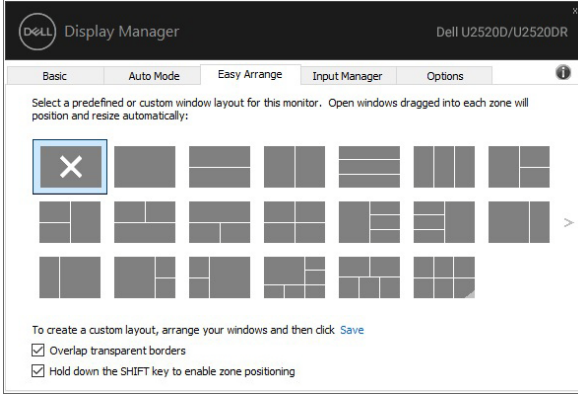 DELL Display Manager
Dell U2520D/U2520DR
Basic Auto Mode Easy Arrange Input Manager Options
Select a predefined or custom window layout for this monitor. Open windows dragged into each zone will
position and resize automatically:
To create a custom layout, arrange your windows and then click Save
Overlap transparent borders
Hold down the SHIFT key to enable zone positioning